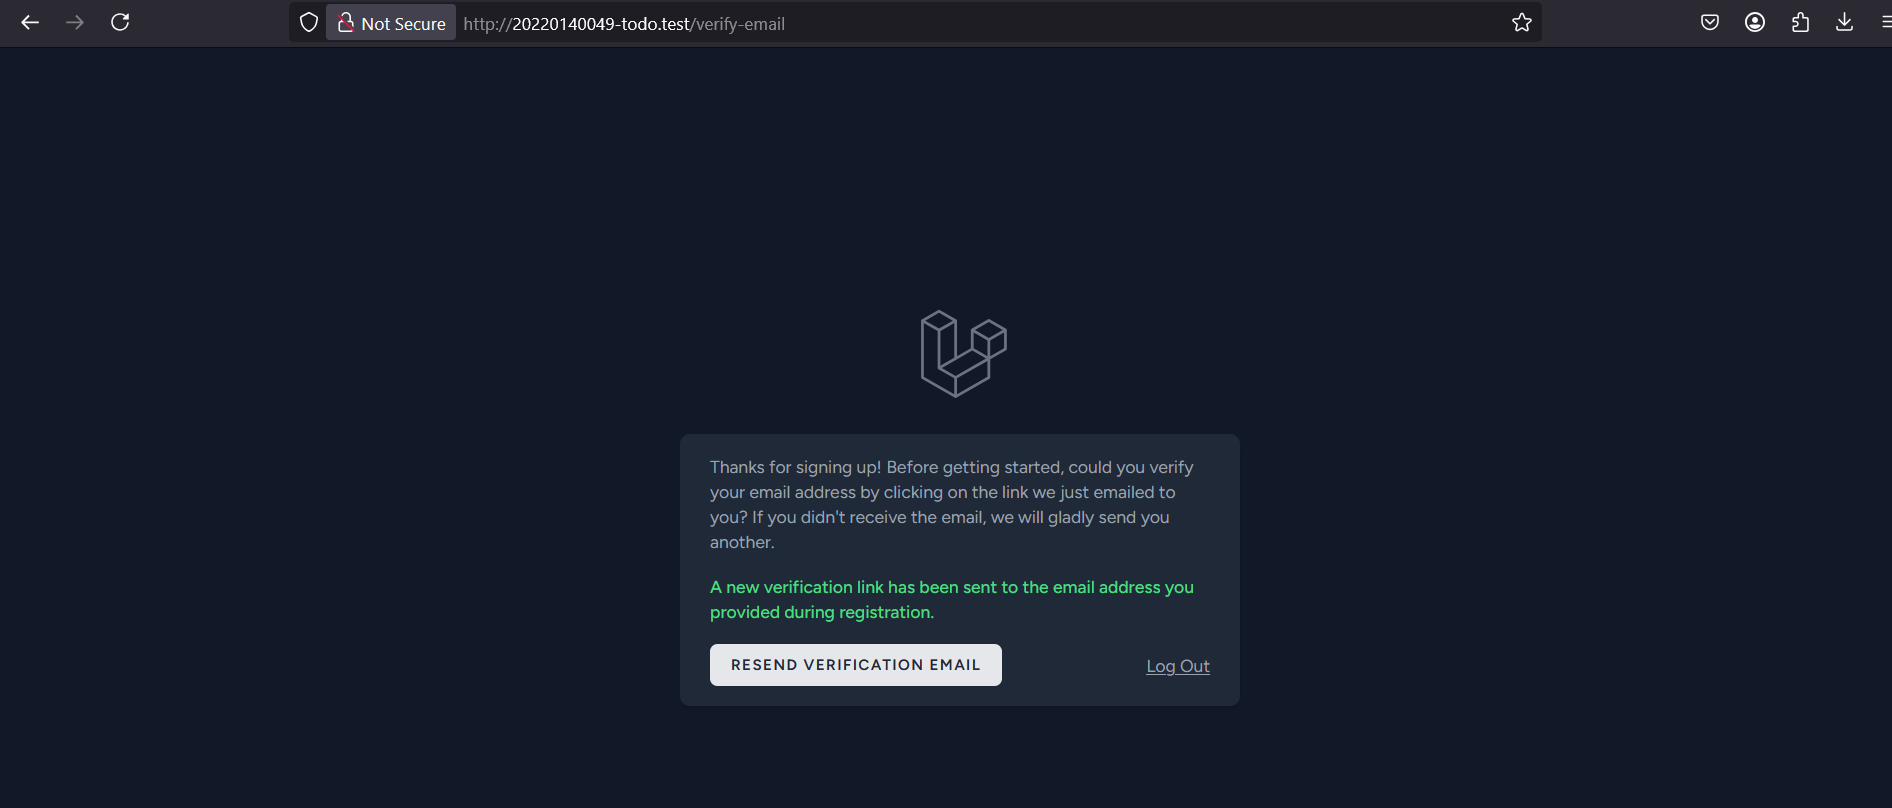 Not Secure
http://20220140049-todo.test/verify-email
Thanks for signing up! Before getting started, could you verify
your email address by clicking on the link we just emailed to
you? If you didn't receive the email, we will gladly send you
another.
A new verification link has been sent to the email address you
provided during registration.
RESEND VERIFICATION EMAIL
Log Out